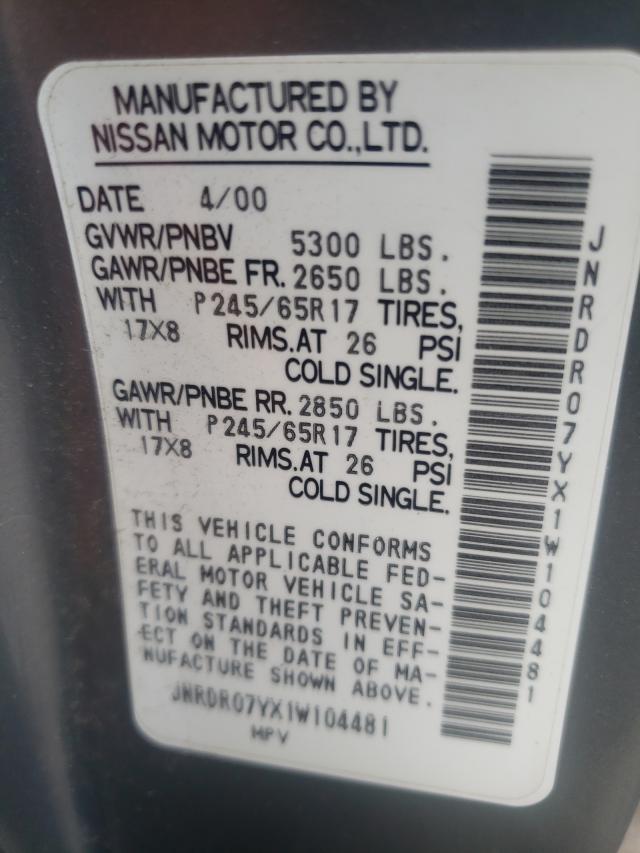 MANUFACTURED BY
NISSAN MOTOR CO.,LTD.
DATE 4/00
GVWR/PNBV 5300 LBS.
GAWR/PNBE FR. 2650 LBS.
WITH P245/65R17 TIRES,
17X8 RIMS.AT 26 PSI
COLD SINGLE.
GAWR/PNBE RR. 2850 LBS.
WITH P245/65R17 TIRES,
17X8 RIMS.AT 26 PSI
COLD SINGLE.
THIS VEHICLE CONFORMS
TO ALL APPLICABLE FED-
ERAL MOTOR VEHICLE SA-
FETY AND THEFT PREVEN-
TION STANDARDS IN EFF-
ECT ON THE DATE OF MA-
NUFACTURE SHOWN ABOVE.
JNRDR07YX1W104481
MPV
JNRDR07YX1W104481